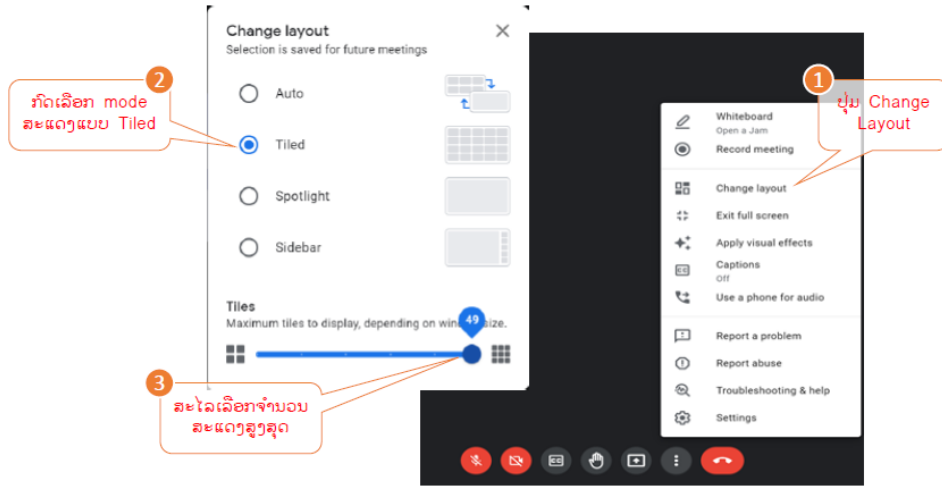 Change layout
Selection is saved for future meetings
2
ກົດເລືອກ mode
ສະແດງແບບ Tiled
Auto
Tiled
Spotlight
Sidebar
Tiles
Maximum tiles to display, depending on size.
49
3
ສະໄລເລືອກຈຳນວນ
ສະແດງສູງສຸດ
1
ປຸ່ມ Change
Layout
Whiteboard
Open a Jam
Record meeting
Change layout
Exit full screen
Apply visual effects
CC
Captions
Off
Use a phone for audio
Report a problem
Report abuse
Troubleshooting & help
Settings
CC